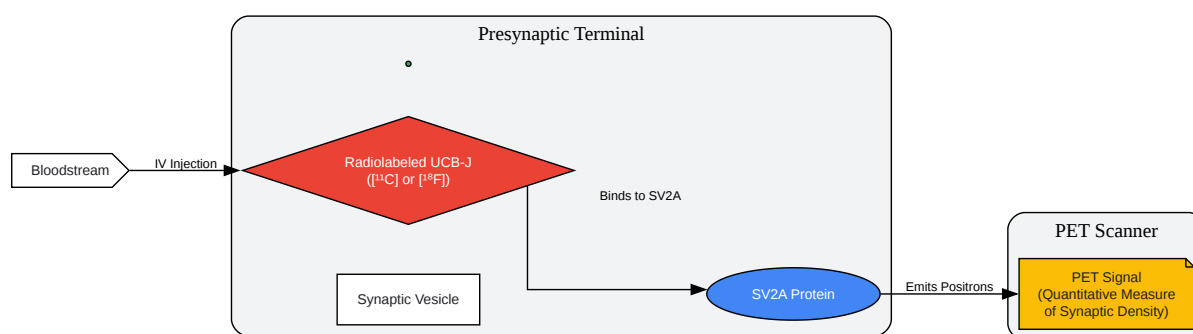 Presynaptic Terminal
Bloodstream
IV Injection
Radiolabeled UCB-J
([¹¹C] or [¹⁸F])
Binds to SV2A
Synaptic Vesicle
SV2A Protein
Emits Positrons
PET Scanner
PET Signal
(Quantitative Measure
of Synaptic Density)